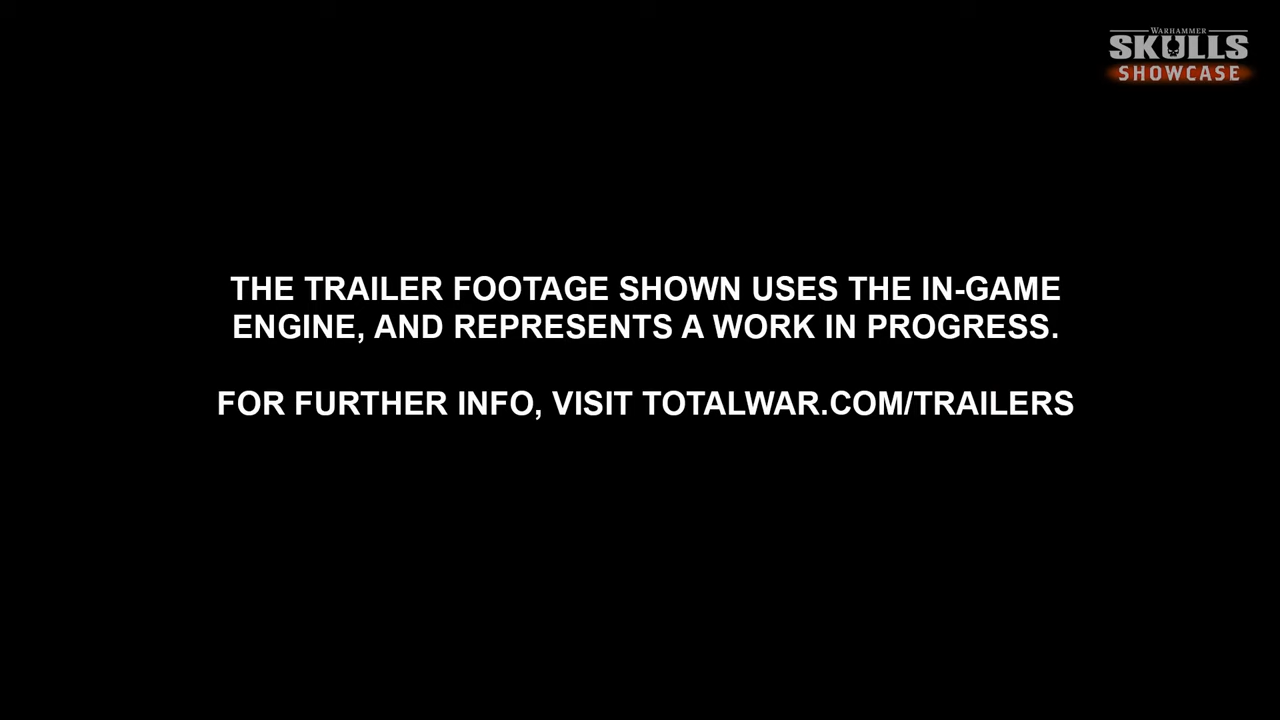 WARHAMMER
SKULLS
SHOWCASE
THE TRAILER FOOTAGE SHOWN USES THE IN-GAME
ENGINE, AND REPRESENTS A WORK IN PROGRESS.
FOR FURTHER INFO, VISIT TOTALWAR.COM/TRAILERS